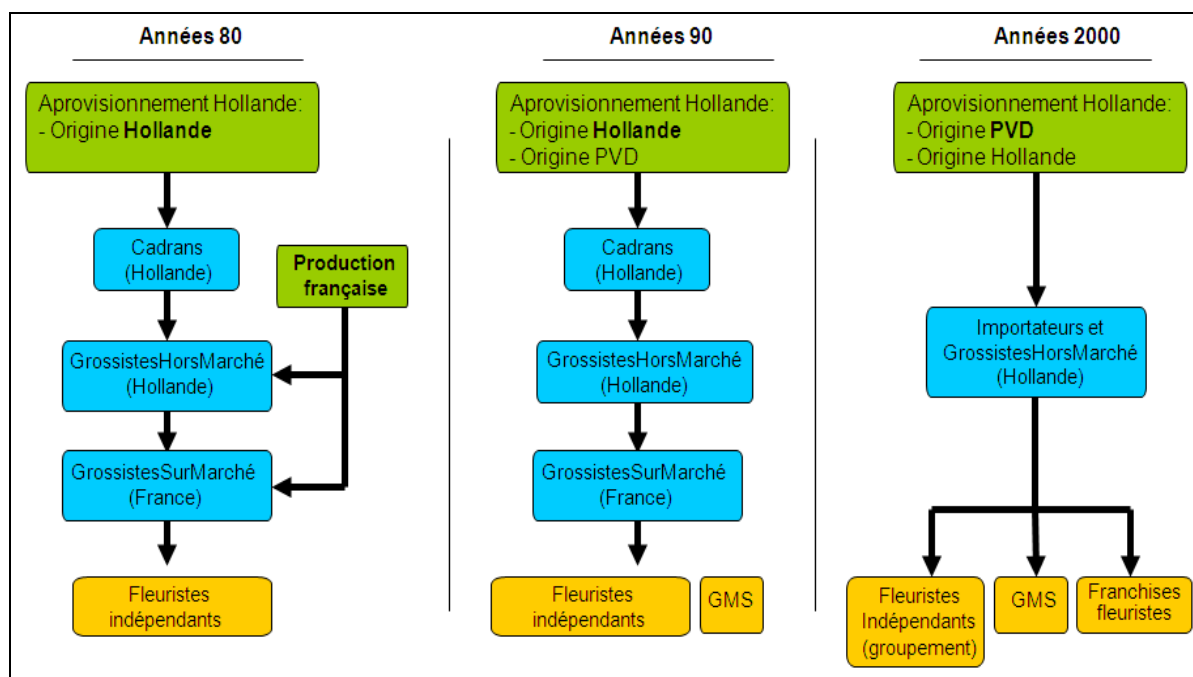 Années 80
Aprovisionnement Hollande:
- Origine Hollande
Cadrans
(Hollande)
Production
française
GrossistesHorsMarché
(Hollande)
GrossistesSurMarché
(France)
Fleuristes
indépendants
Années 90
Aprovisionnement Hollande:
- Origine Hollande
- Origine PVD
Cadrans
(Hollande)
GrossistesHorsMarché
(Hollande)
GrossistesSurMarché
(France)
Fleuristes
indépendants
GMS
Années 2000
Aprovisionnement Hollande:
- Origine PVD
- Origine Hollande
Importateurs et
GrossistesHorsMarché
(Hollande)
Fleuristes
Indépendants
(groupement)
GMS
Franchises
fleuristes